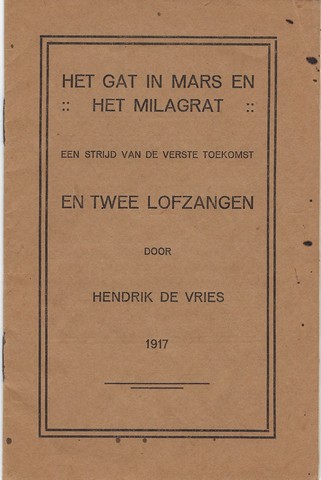 HET GAT IN MARS EN
:: HET MILAGRAT ::
EEN STRIJD VAN DE VERSTE TOEKOMST
EN TWEE LOFZANGEN
DOOR
HENDRIK DE VRIES
1917